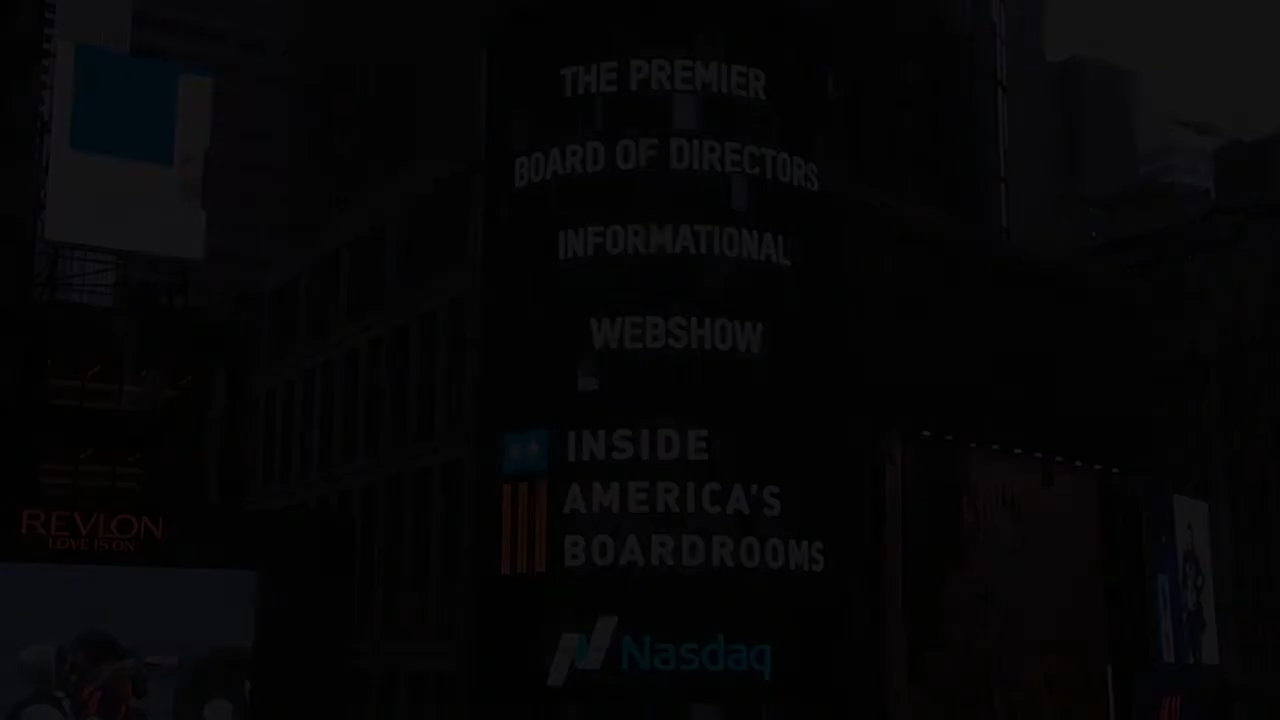 THE PREMIER
BOARD OF DIRECTORS
INFORMATIONAL
WEBSHOW
INSIDE
AMERICA'S
BOARDROOMS
REVLON
LOVE IS ON
Nasdaq